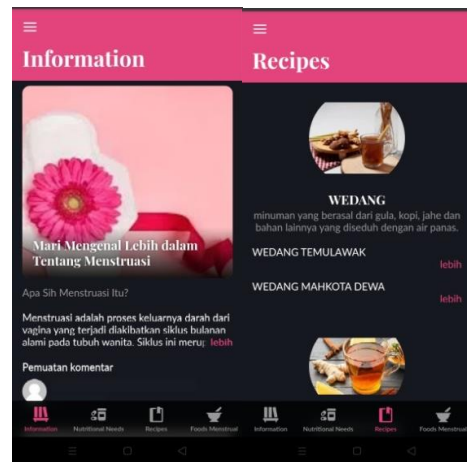 Information
Mari Mengenal Lebih dalam
Tentang Menstruasi
Apa Sih Menstruasi Itu?
Menstruasi adalah proses keluarnya darah dari
vagina yang terjadi diakibatkan siklus bulanan
alami pada tubuh wanita. Siklus ini merup lebih
Pemuatan komentar
Information
Nutritional Needs
Recipes
Foods Menstrual
Recipes
WEDANG
minuman yang berasal dari gula, kopi, jahe dan
bahan lainnya yang diseduh dengan air panas.
WEDANG TEMULAWAK
lebih
WEDANG MAHKOTA DEWA
lebih
Information
Nutritional Needs
Recipes
Foods Menstrual